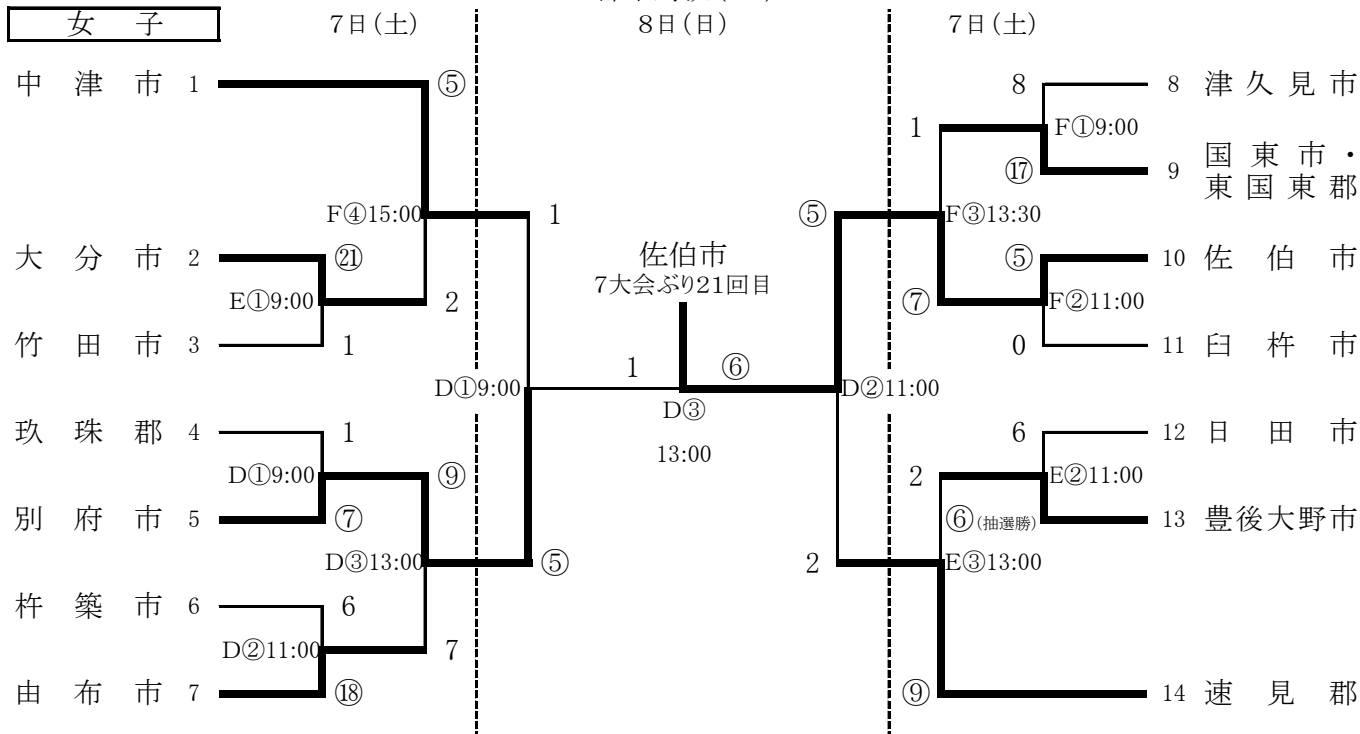 女 子
7日(土)
8日(日)
7日(土)
中 津 市 1
⑤
8
8 津 久 見 市
1
F①9:00
⑰
9 国 東 市 ・
東 国 東 郡
F④15:00
1
⑤
F③13:30
大 分 市 2
㉑
佐伯市
7大会ぶり21回目
⑤
10 佐 伯 市
E①9:00
2
⑦
F②11:00
竹 田 市 3
1
0
11 臼 杵 市
1
⑥
D①9:00
D③
13:00
D②11:00
玖 珠 郡 4
1
6
12 日 田 市
D①9:00
⑨
2
E②11:00
別 府 市 5
⑦
⑥(抽選勝)
13 豊後大野市
D③13:00
⑤
2
E③13:00
杵 築 市 6
6
D②11:00
7
由 布 市 7
⑱
⑨
14 速 見 郡